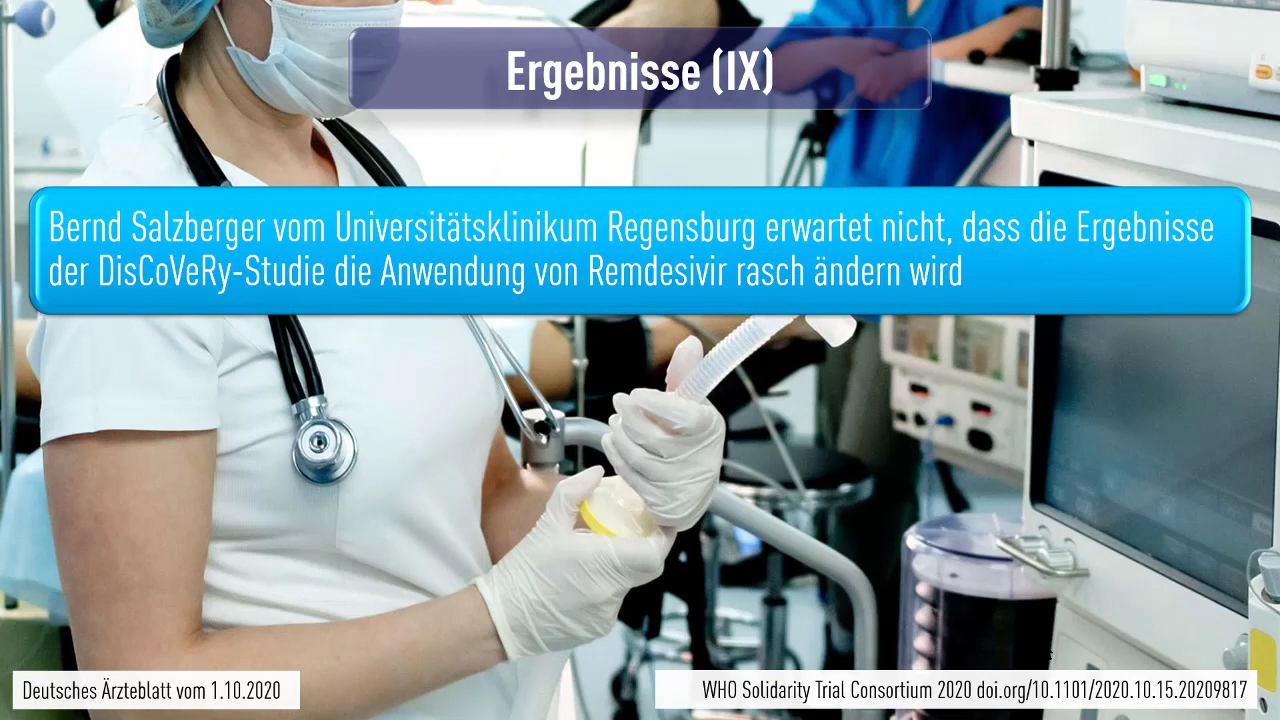 Ergebnisse (IX)
Bernd Salzberger vom Universitätsklinikum Regensburg erwartet nicht, dass die Ergebnisse
der DisCoVeRy-Studie die Anwendung von Remdesivir rasch ändern wird
Deutsches Ärzteblatt vom 1.10.2020
WHO Solidarity Trial Consortium 2020 doi.org/10.1101/2020.10.15.20209817